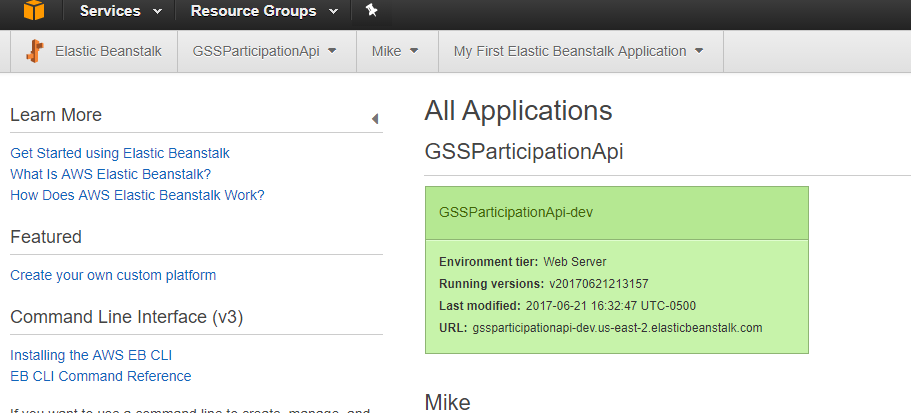 Services Resource Groups
Elastic Beanstalk GSSParticipationApi Mike My First Elastic Beanstalk Application
Learn More
Get Started using Elastic Beanstalk
What Is AWS Elastic Beanstalk?
How Does AWS Elastic Beanstalk Work?
Featured
Create your own custom platform
Command Line Interface (v3)
Installing the AWS EB CLI
EB CLI Command Reference
If you want to use a command line to create, manage, and
All Applications
GSSParticipationApi
GSSParticipationApi-dev
Environment tier: Web Server
Running versions: v20170621213157
Last modified: 2017-06-21 16:32:47 UTC-0500
URL: gssparticipationapi-dev.us-east-2.elasticbeanstalk.com
Mike